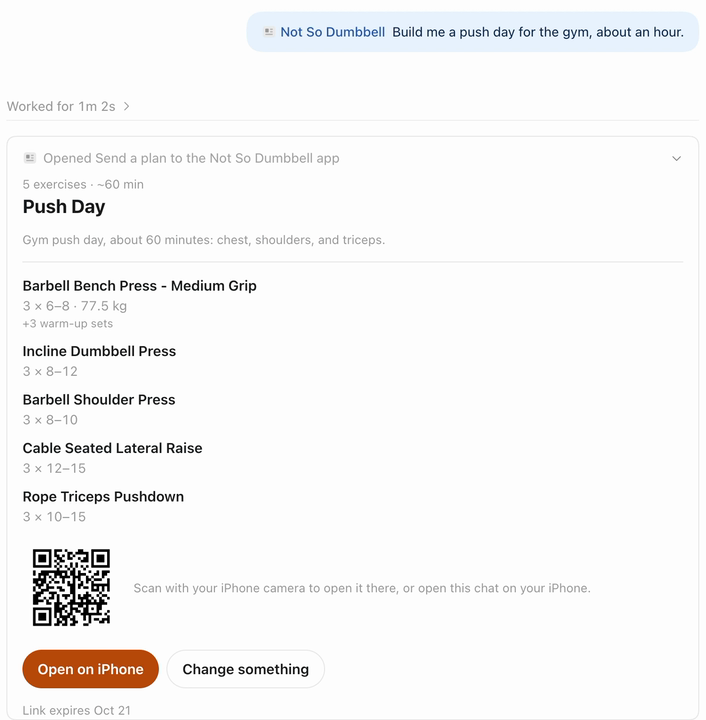 Not So Dumbbell Build me a push day for the gym, about an hour.
Worked for 1m 2s
Opened Send a plan to the Not So Dumbbell app
5 exercises · ~60 min
Push Day
Gym push day, about 60 minutes: chest, shoulders, and triceps.
Barbell Bench Press - Medium Grip
3 × 6–8 · 77.5 kg
+3 warm-up sets
Incline Dumbbell Press
3 × 8–12
Barbell Shoulder Press
3 × 8–10
Cable Seated Lateral Raise
3 × 12–15
Rope Triceps Pushdown
3 × 10–15
Scan with your iPhone camera to open it there, or open this chat on your iPhone.
Open on iPhone Change something
Link expires Oct 21